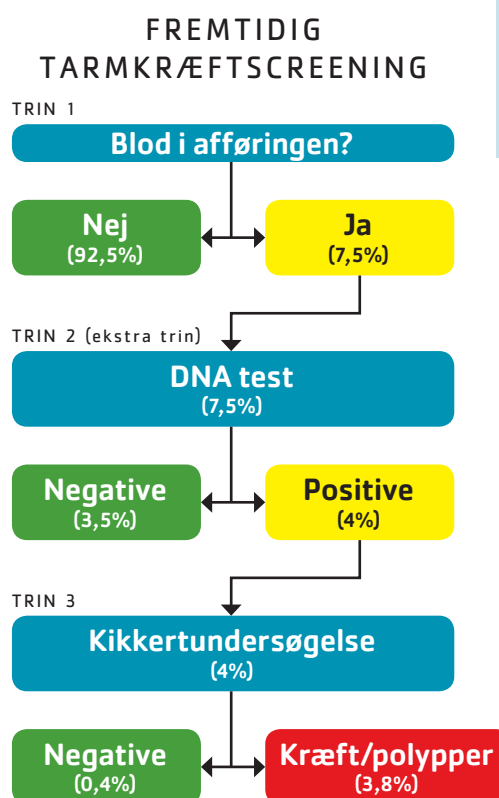 FREMTIDIG
TARMKRÆFTSCREENING
TRIN 1
Blod i afføringen?
Nej
(92,5%)
Ja
(7,5%)
TRIN 2 (ekstra trin)
DNA test
(7,5%)
Negative
(3,5%)
Positive
(4%)
TRIN 3
Kikkertundersøgelse
(4%)
Negative
(0,4%)
Kræft/polypper
(3,8%)